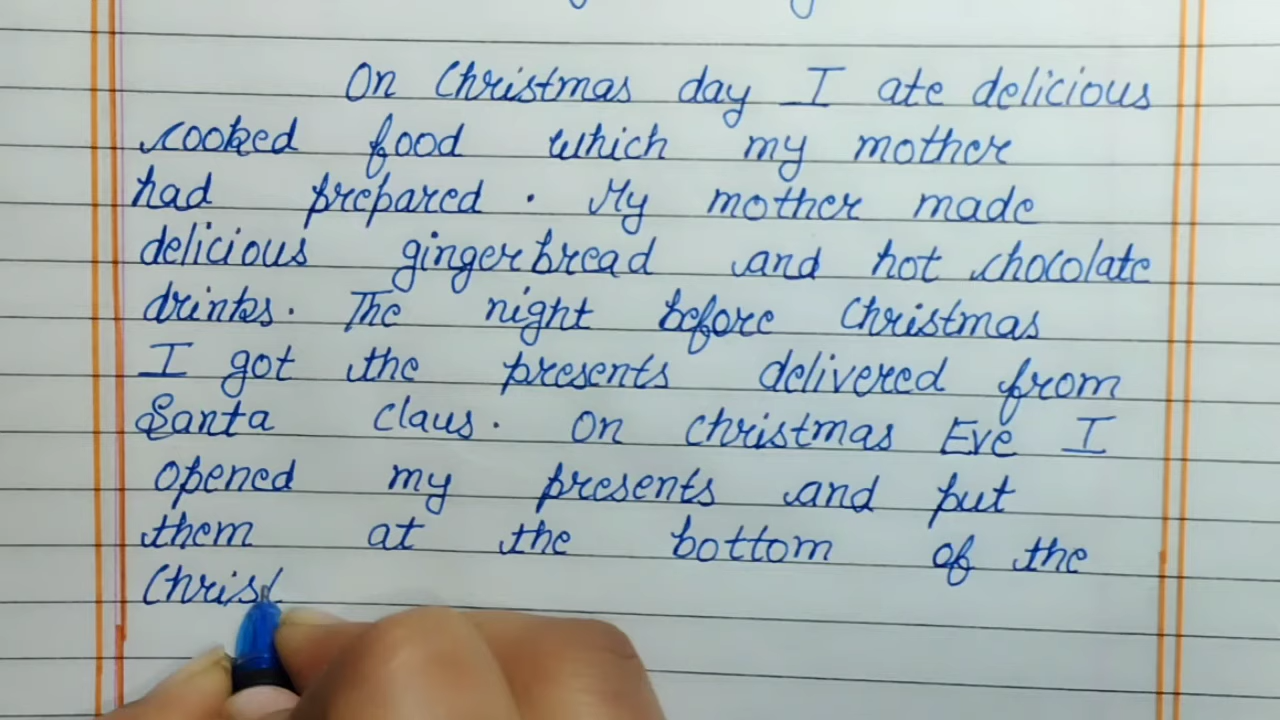 On Christmas day I ate delicious
cooked food which my mother
had prepared. My mother made
delicious gingerbread and hot chocolate
drinks. The night before Christmas
I got the presents delivered from
Santa Claus. On Christmas Eve I
opened my presents and put
them at the bottom of the
Christ